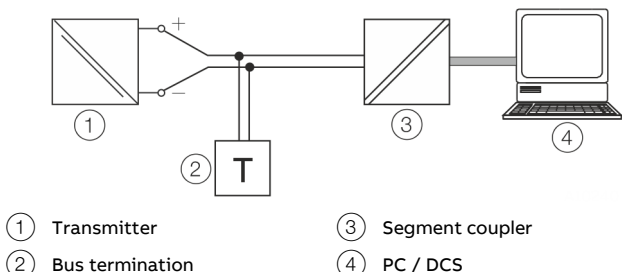 +
−
T
1
2
3
4
1 Transmitter
2 Bus termination
3 Segment coupler
4 PC / DCS